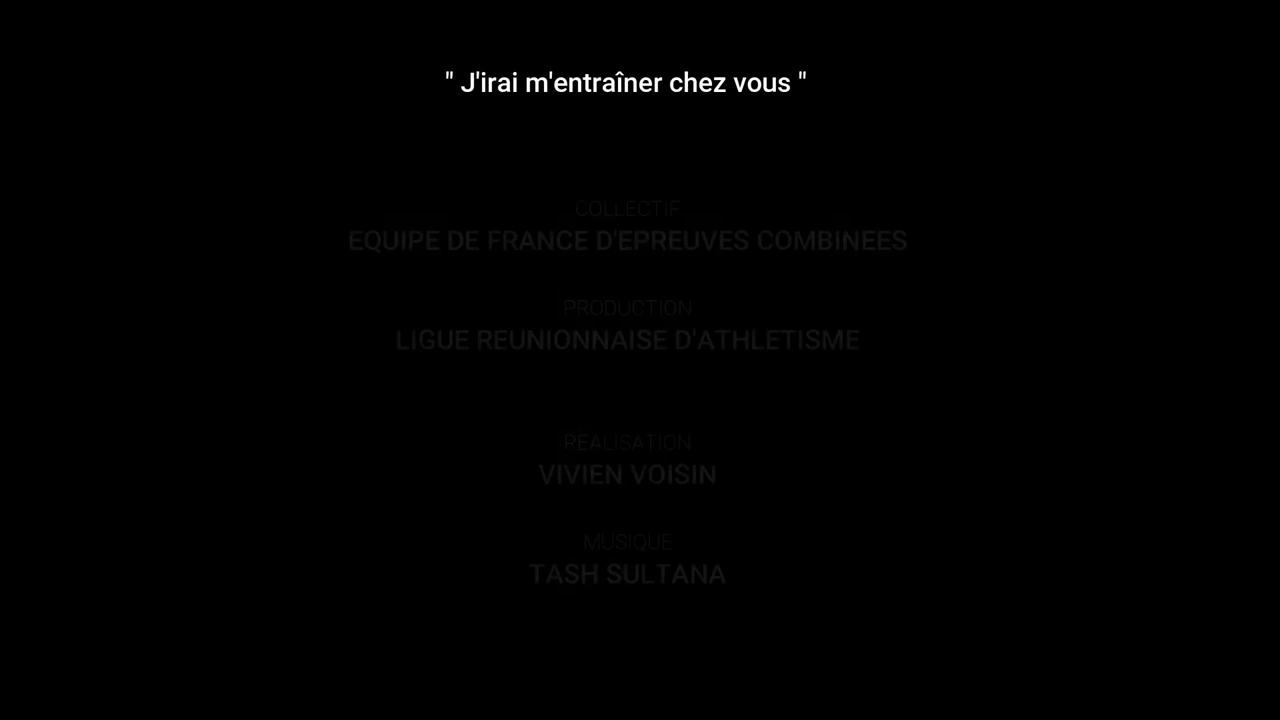 " J'irai m'entraîner chez vous "
COLLECTIF
EQUIPE DE FRANCE D'EPREUVES COMBINEES
PRODUCTION
LIGUE REUNIONNAISE D'ATHLETISME
RÉALISATION
VIVIEN VOISIN
MUSIQUE
TASH SULTANA